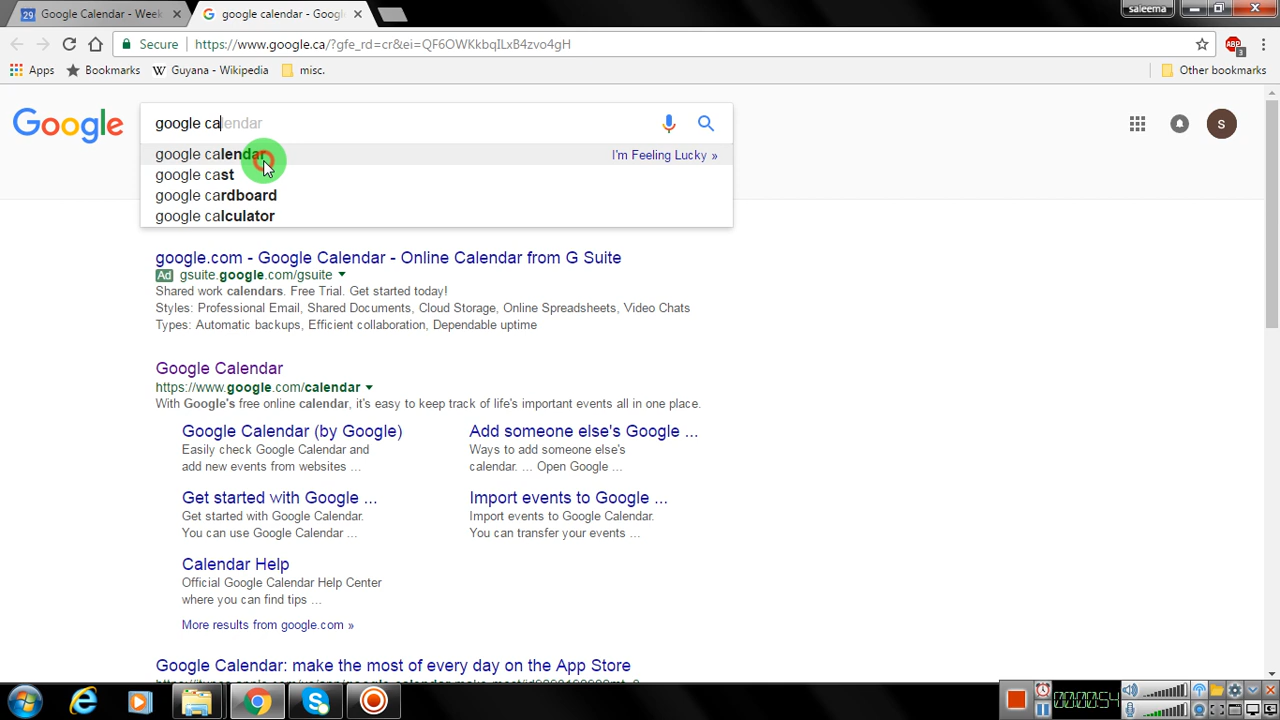 29 Google Calendar - Week
google calendar - Goog
saleema
Secure
https://www.google.ca/?gfe_rd=cr&ei=QF6OWKkbqILxB4zvo4gH
ABP
3
Apps
Bookmarks
W Guyana - Wikipedia
misc.
Other bookmarks
Google
google calendar
S
google calendar
I'm Feeling Lucky »
google cast
google cardboard
google calculator
google.com - Google Calendar - Online Calendar from G Suite
Ad gsuite.google.com/gsuite
Shared work calendars. Free Trial. Get started today!
Styles: Professional Email, Shared Documents, Cloud Storage, Online Spreadsheets, Video Chats
Types: Automatic backups, Efficient collaboration, Dependable uptime
Google Calendar
https://www.google.com/calendar
With Google's free online calendar, it's easy to keep track of life's important events all in one place.
Google Calendar (by Google)
Easily check Google Calendar and
add new events from websites ...
Add someone else's Google ...
Ways to add someone else's
calendar. ... Open Google ...
Get started with Google ...
Get started with Google Calendar.
You can use Google Calendar ...
Import events to Google ...
Import events to Google Calendar.
You can transfer your events ...
Calendar Help
Official Google Calendar Help Center
where you can find tips ...
More results from google.com »
Google Calendar: make the most of every day on the App Store
00:00:54